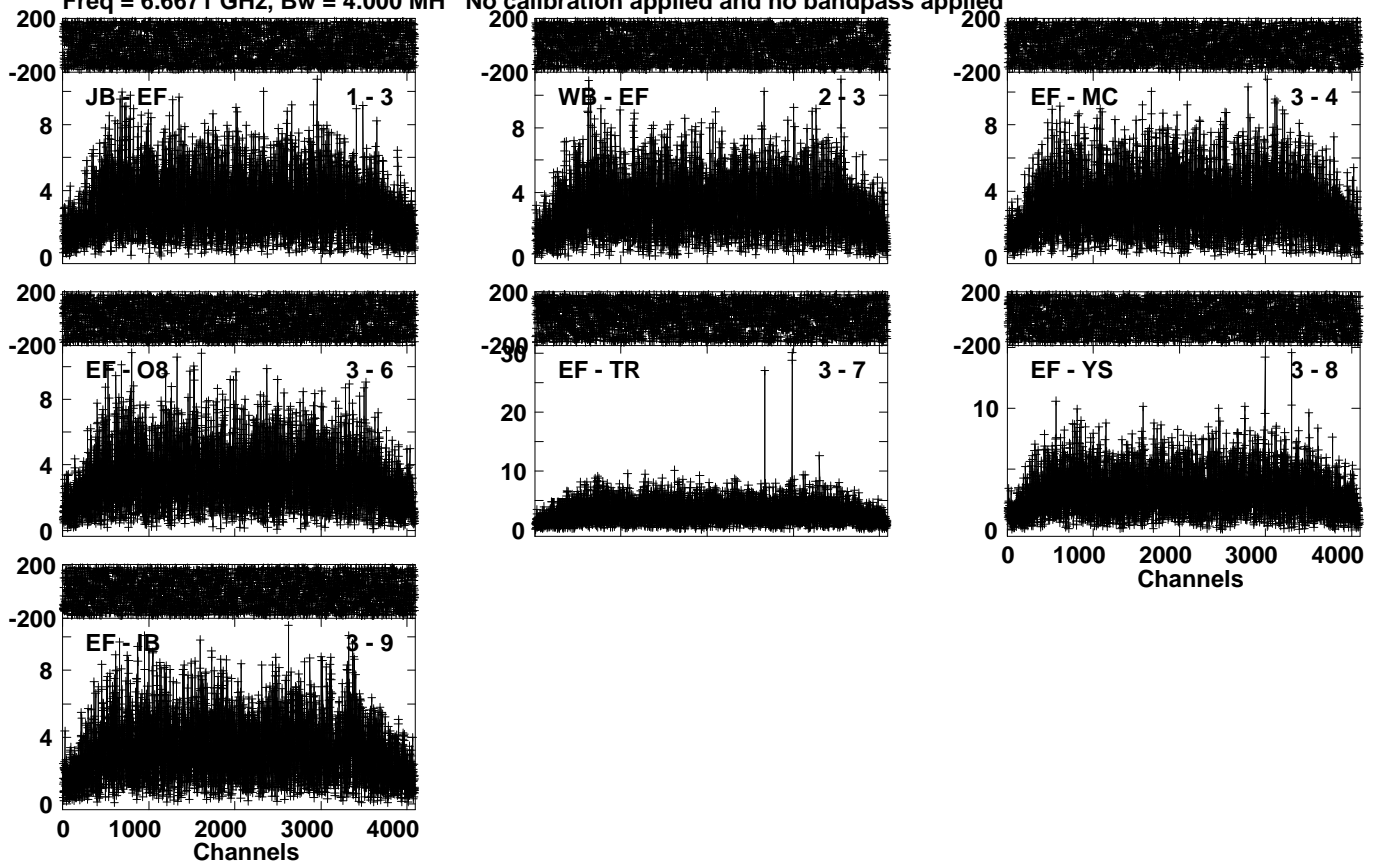 Freq = 6.6671 GHz, Bw = 4.000 MH No calibration applied and no bandpass applied
200 200 200
-200 -200 -200
JB - EF 1 - 3 WB - EF 2 - 3 EF - MC 3 - 4
8 8 8
4 4 4
0 0 0
200 200 200
-200 -200 30 -200
EF - O8 3 - 6 EF - TR 3 - 7 EF - YS 3 - 8
8 20 10
4 10
0 0 0
0 1000 2000 3000 4000
Channels
200
-200
EF - IB 3 - 9
8
4
0
0 1000 2000 3000 4000
Channels